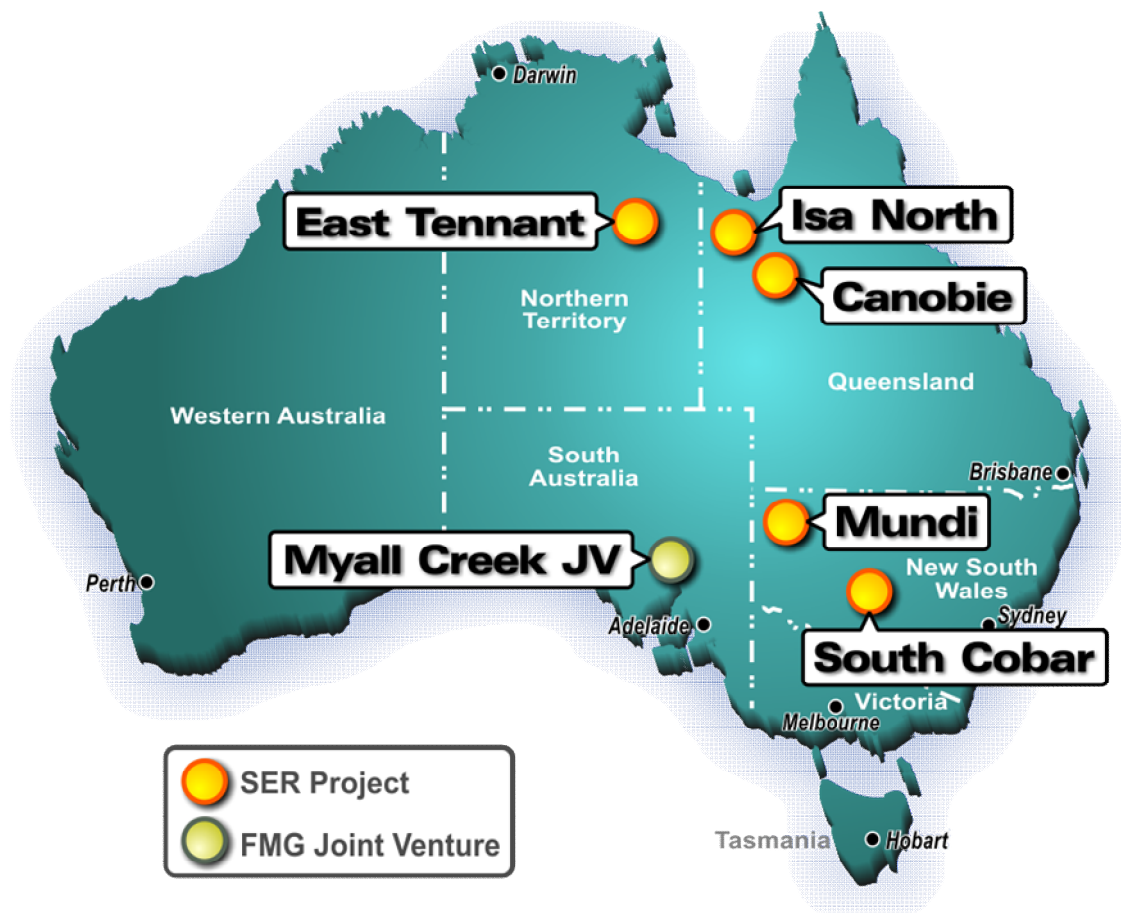 Darwin
East Tennant
Isa North
Canobie
Northern
Territory
Queensland
Western Australia
South
Australia
Brisbane
Mundi
Myall Creek JV
New South
Wales
Perth
Adelaide
Sydney
South Cobar
Victoria
Melbourne
SER Project
FMG Joint Venture
Tasmania
Hobart